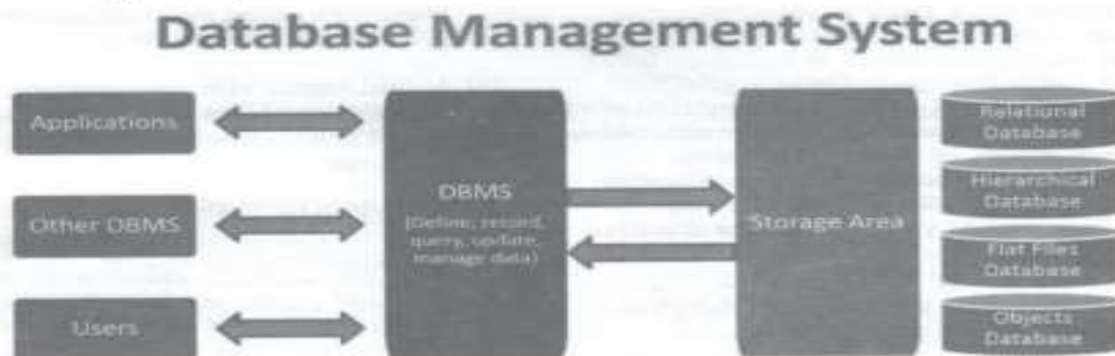 Database Management System
Applications
Other DBMS
Users
DBMS
(Define, record,
query, update,
manage data)
Storage Area
Relational
Database
Hierarchical
Database
Flat Files
Database
Objects
Database